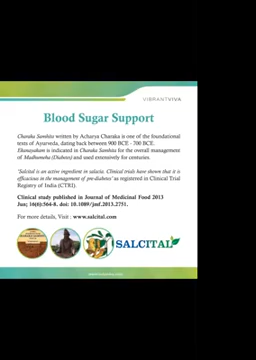 VIBRANTVIVA
Blood Sugar Support
Charaka Samhita written by Acharya Charaka is one of the foundational
texts of Ayurveda, dating back between 900 BCE - 700 BCE.
Ekanayakam is indicated in Charaka Samhita for the overall management
of Madhumeha (Diabetes) and used extensively for centuries.
'Salcital is an active ingredient in salacia. Clinical trials have shown that it is
efficacious in the management of pre-diabetes' as registered in Clinical Trial
Registry of India (CTRI).
Clinical study published in Journal of Medicinal Food 2013
Jun; 16(6):564-8. doi: 10.1089/jmf.2013.2751.
For more details, Visit : www.salcital.com
SALCITAL